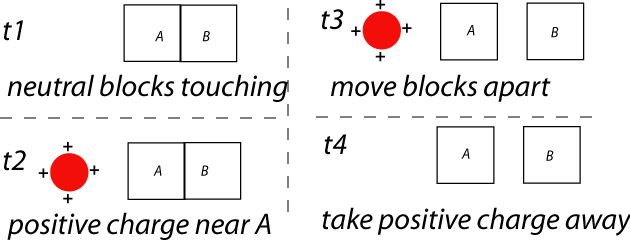 t1
A B
neutral blocks touching
t2
+ + + +
A B
positive charge near A
t3
+ + + +
A B
move blocks apart
t4
A B
take positive charge away